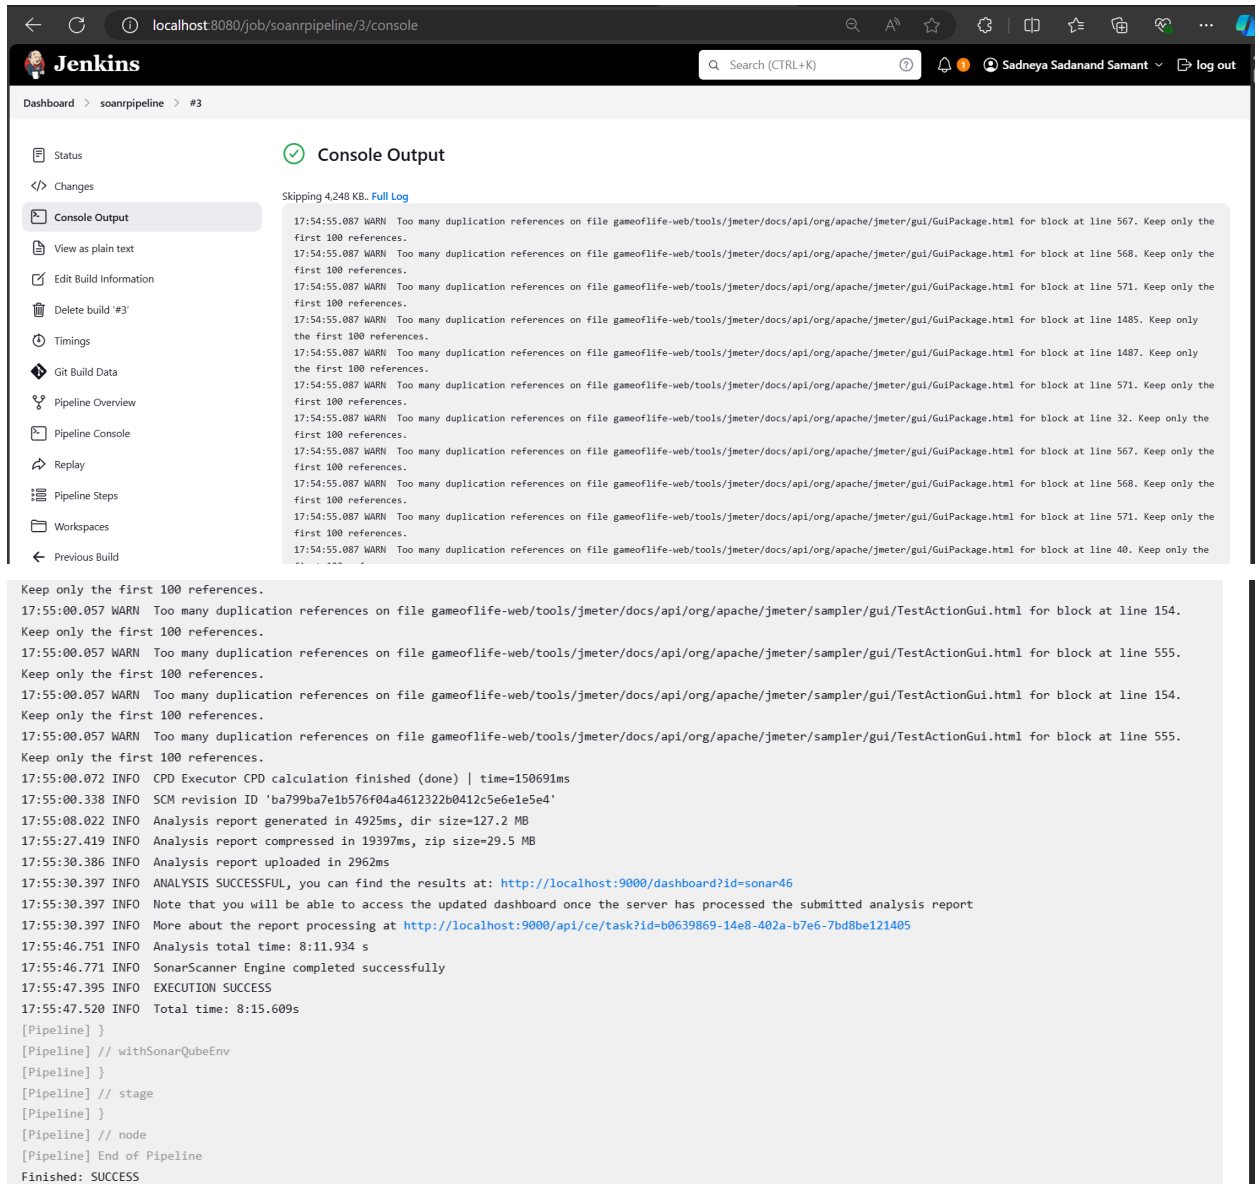 localhost:8080/job/soanrpipeline/3/console
Jenkins
Search (CTRL+K)
1
Sadneya Sadanand Samant
log out
Dashboard > soanrpipeline > #3
Status
Changes
Console Output
View as plain text
Edit Build Information
Delete build ‘#3’
Timings
Git Build Data
Pipeline Overview
Pipeline Console
Replay
Pipeline Steps
Workspaces
Previous Build
Console Output
Skipping 4,248 KB.. Full Log
17:54:55.087 WARN  Too many duplication references on file gameoflife-web/tools/jmeter/docs/api/org/apache/jmeter/gui/GuiPackage.html for block at line 567. Keep only the
first 100 references.
17:54:55.087 WARN  Too many duplication references on file gameoflife-web/tools/jmeter/docs/api/org/apache/jmeter/gui/GuiPackage.html for block at line 568. Keep only the
first 100 references.
17:54:55.087 WARN  Too many duplication references on file gameoflife-web/tools/jmeter/docs/api/org/apache/jmeter/gui/GuiPackage.html for block at line 571. Keep only the
first 100 references.
17:54:55.087 WARN  Too many duplication references on file gameoflife-web/tools/jmeter/docs/api/org/apache/jmeter/gui/GuiPackage.html for block at line 1485. Keep only
the first 100 references.
17:54:55.087 WARN  Too many duplication references on file gameoflife-web/tools/jmeter/docs/api/org/apache/jmeter/gui/GuiPackage.html for block at line 1487. Keep only
the first 100 references.
17:54:55.087 WARN  Too many duplication references on file gameoflife-web/tools/jmeter/docs/api/org/apache/jmeter/gui/GuiPackage.html for block at line 571. Keep only the
first 100 references.
17:54:55.087 WARN  Too many duplication references on file gameoflife-web/tools/jmeter/docs/api/org/apache/jmeter/gui/GuiPackage.html for block at line 32. Keep only the
first 100 references.
17:54:55.087 WARN  Too many duplication references on file gameoflife-web/tools/jmeter/docs/api/org/apache/jmeter/gui/GuiPackage.html for block at line 567. Keep only the
first 100 references.
17:54:55.087 WARN  Too many duplication references on file gameoflife-web/tools/jmeter/docs/api/org/apache/jmeter/gui/GuiPackage.html for block at line 568. Keep only the
first 100 references.
17:54:55.087 WARN  Too many duplication references on file gameoflife-web/tools/jmeter/docs/api/org/apache/jmeter/gui/GuiPackage.html for block at line 571. Keep only the
first 100 references.
17:54:55.087 WARN  Too many duplication references on file gameoflife-web/tools/jmeter/docs/api/org/apache/jmeter/gui/GuiPackage.html for block at line 40. Keep only the
Keep only the first 100 references.
17:55:00.057 WARN  Too many duplication references on file gameoflife-web/tools/jmeter/docs/api/org/apache/jmeter/sampler/gui/TestActionGui.html for block at line 154.
Keep only the first 100 references.
17:55:00.057 WARN  Too many duplication references on file gameoflife-web/tools/jmeter/docs/api/org/apache/jmeter/sampler/gui/TestActionGui.html for block at line 555.
Keep only the first 100 references.
17:55:00.057 WARN  Too many duplication references on file gameoflife-web/tools/jmeter/docs/api/org/apache/jmeter/sampler/gui/TestActionGui.html for block at line 154.
Keep only the first 100 references.
17:55:00.057 WARN  Too many duplication references on file gameoflife-web/tools/jmeter/docs/api/org/apache/jmeter/sampler/gui/TestActionGui.html for block at line 555.
Keep only the first 100 references.
17:55:00.072 INFO  CPD Executor CPD calculation finished (done) | time=150691ms
17:55:00.338 INFO  SCM revision ID 'ba799ba7e1b576f04a4612322b0412c5e6e1e5e4'
17:55:08.022 INFO  Analysis report generated in 4925ms, dir size=127.2 MB
17:55:27.419 INFO  Analysis report compressed in 19397ms, zip size=29.5 MB
17:55:30.386 INFO  Analysis report uploaded in 2962ms
17:55:30.397 INFO  ANALYSIS SUCCESSFUL, you can find the results at: http://localhost:9000/dashboard?id=sonar46
17:55:30.397 INFO  Note that you will be able to access the updated dashboard once the server has processed the submitted analysis report
17:55:30.397 INFO  More about the report processing at http://localhost:9000/api/ce/task?id=b0639869-14e8-402a-b7e6-7bd8be121405
17:55:46.751 INFO  Analysis total time: 8:11.934 s
17:55:46.771 INFO  SonarScanner Engine completed successfully
17:55:47.395 INFO  EXECUTION SUCCESS
17:55:47.520 INFO  Total time: 8:15.609s
[Pipeline] }
[Pipeline] // withSonarQubeEnv
[Pipeline] }
[Pipeline] // stage
[Pipeline] }
[Pipeline] // node
[Pipeline] End of Pipeline
Finished: SUCCESS